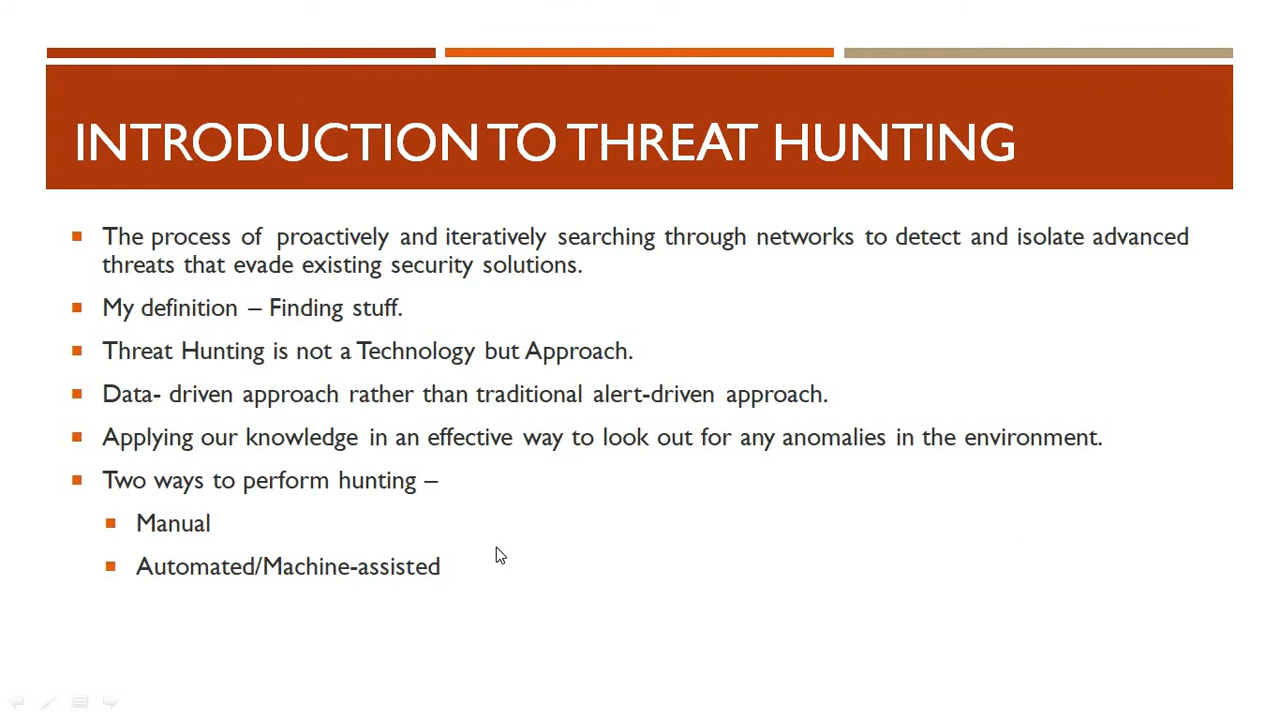 INTRODUCTION TO THREAT HUNTING
The process of proactively and iteratively searching through networks to detect and isolate advanced
threats that evade existing security solutions.
My definition – Finding stuff.
Threat Hunting is not a Technology but Approach.
Data- driven approach rather than traditional alert-driven approach.
Applying our knowledge in an effective way to look out for any anomalies in the environment.
Two ways to perform hunting –
Manual
Automated/Machine-assisted